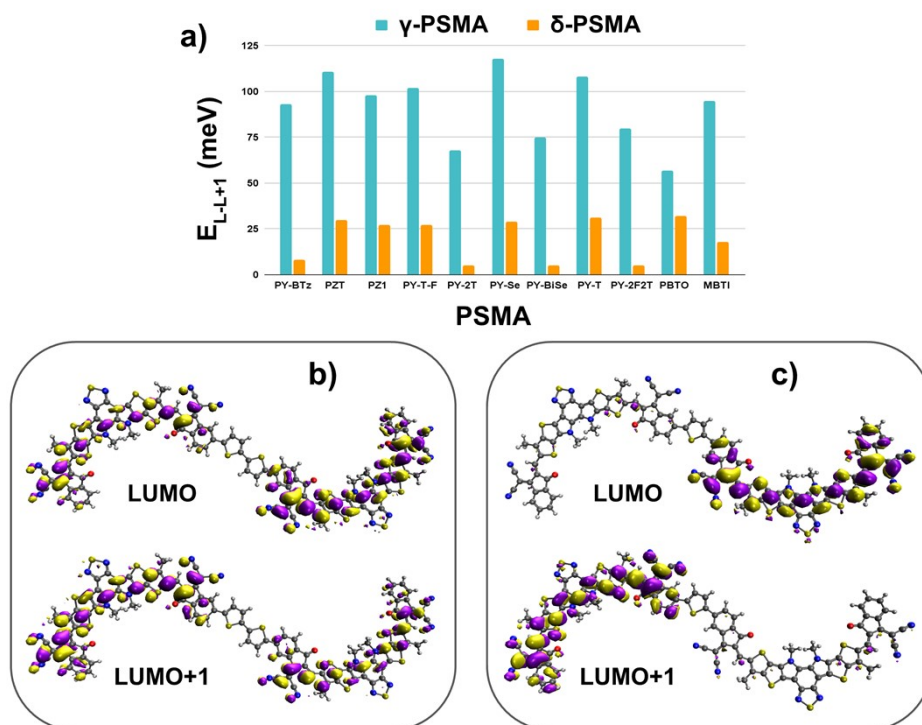 a)
γ-PSMA δ-PSMA
E_L-L+1 (meV)
125
100
75
50
25
0
PY-BTz PZT PZ1 PY-T-F PY-2T PY-Se PY-BiSe PY-T PY-2F2T PBTO MBTI
PSMA
b)
LUMO
LUMO+1
c)
LUMO
LUMO+1